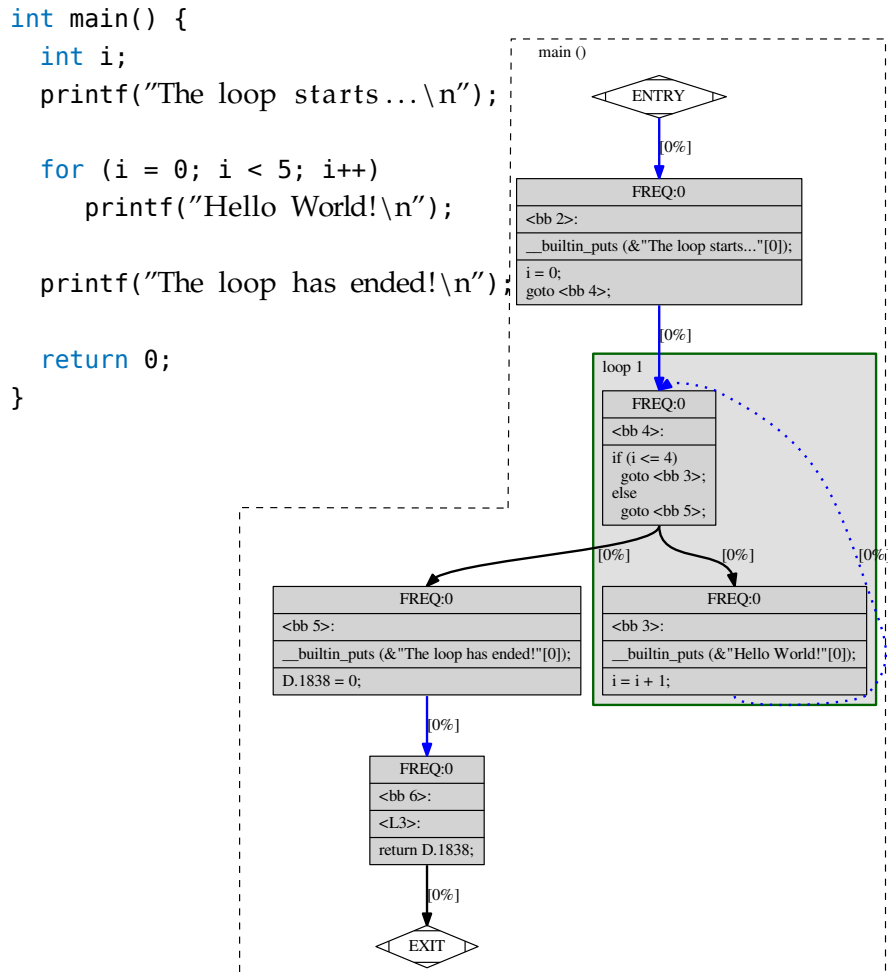 int main() {
int i;
printf("The loop starts...\n");
for (i = 0; i < 5; i++)
printf("Hello World!\n");
printf("The loop has ended!\n");
return 0;
}
main ()
ENTRY
[0%]
FREQ:0
<bb 2>:
__builtin_puts (&"The loop starts..."[0]);
i = 0;
goto <bb 4>;
[0%]
loop 1
FREQ:0
<bb 4>:
if (i <= 4)
goto <bb 3>;
else
goto <bb 5>;
[0%]
[0%]
[0%
FREQ:0
<bb 5>:
__builtin_puts (&"The loop has ended!"[0]);
D.1838 = 0;
FREQ:0
<bb 3>:
__builtin_puts (&"Hello World!"[0]);
i = i + 1;
[0%]
FREQ:0
<bb 6>:
<L3>:
return D.1838;
[0%]
EXIT